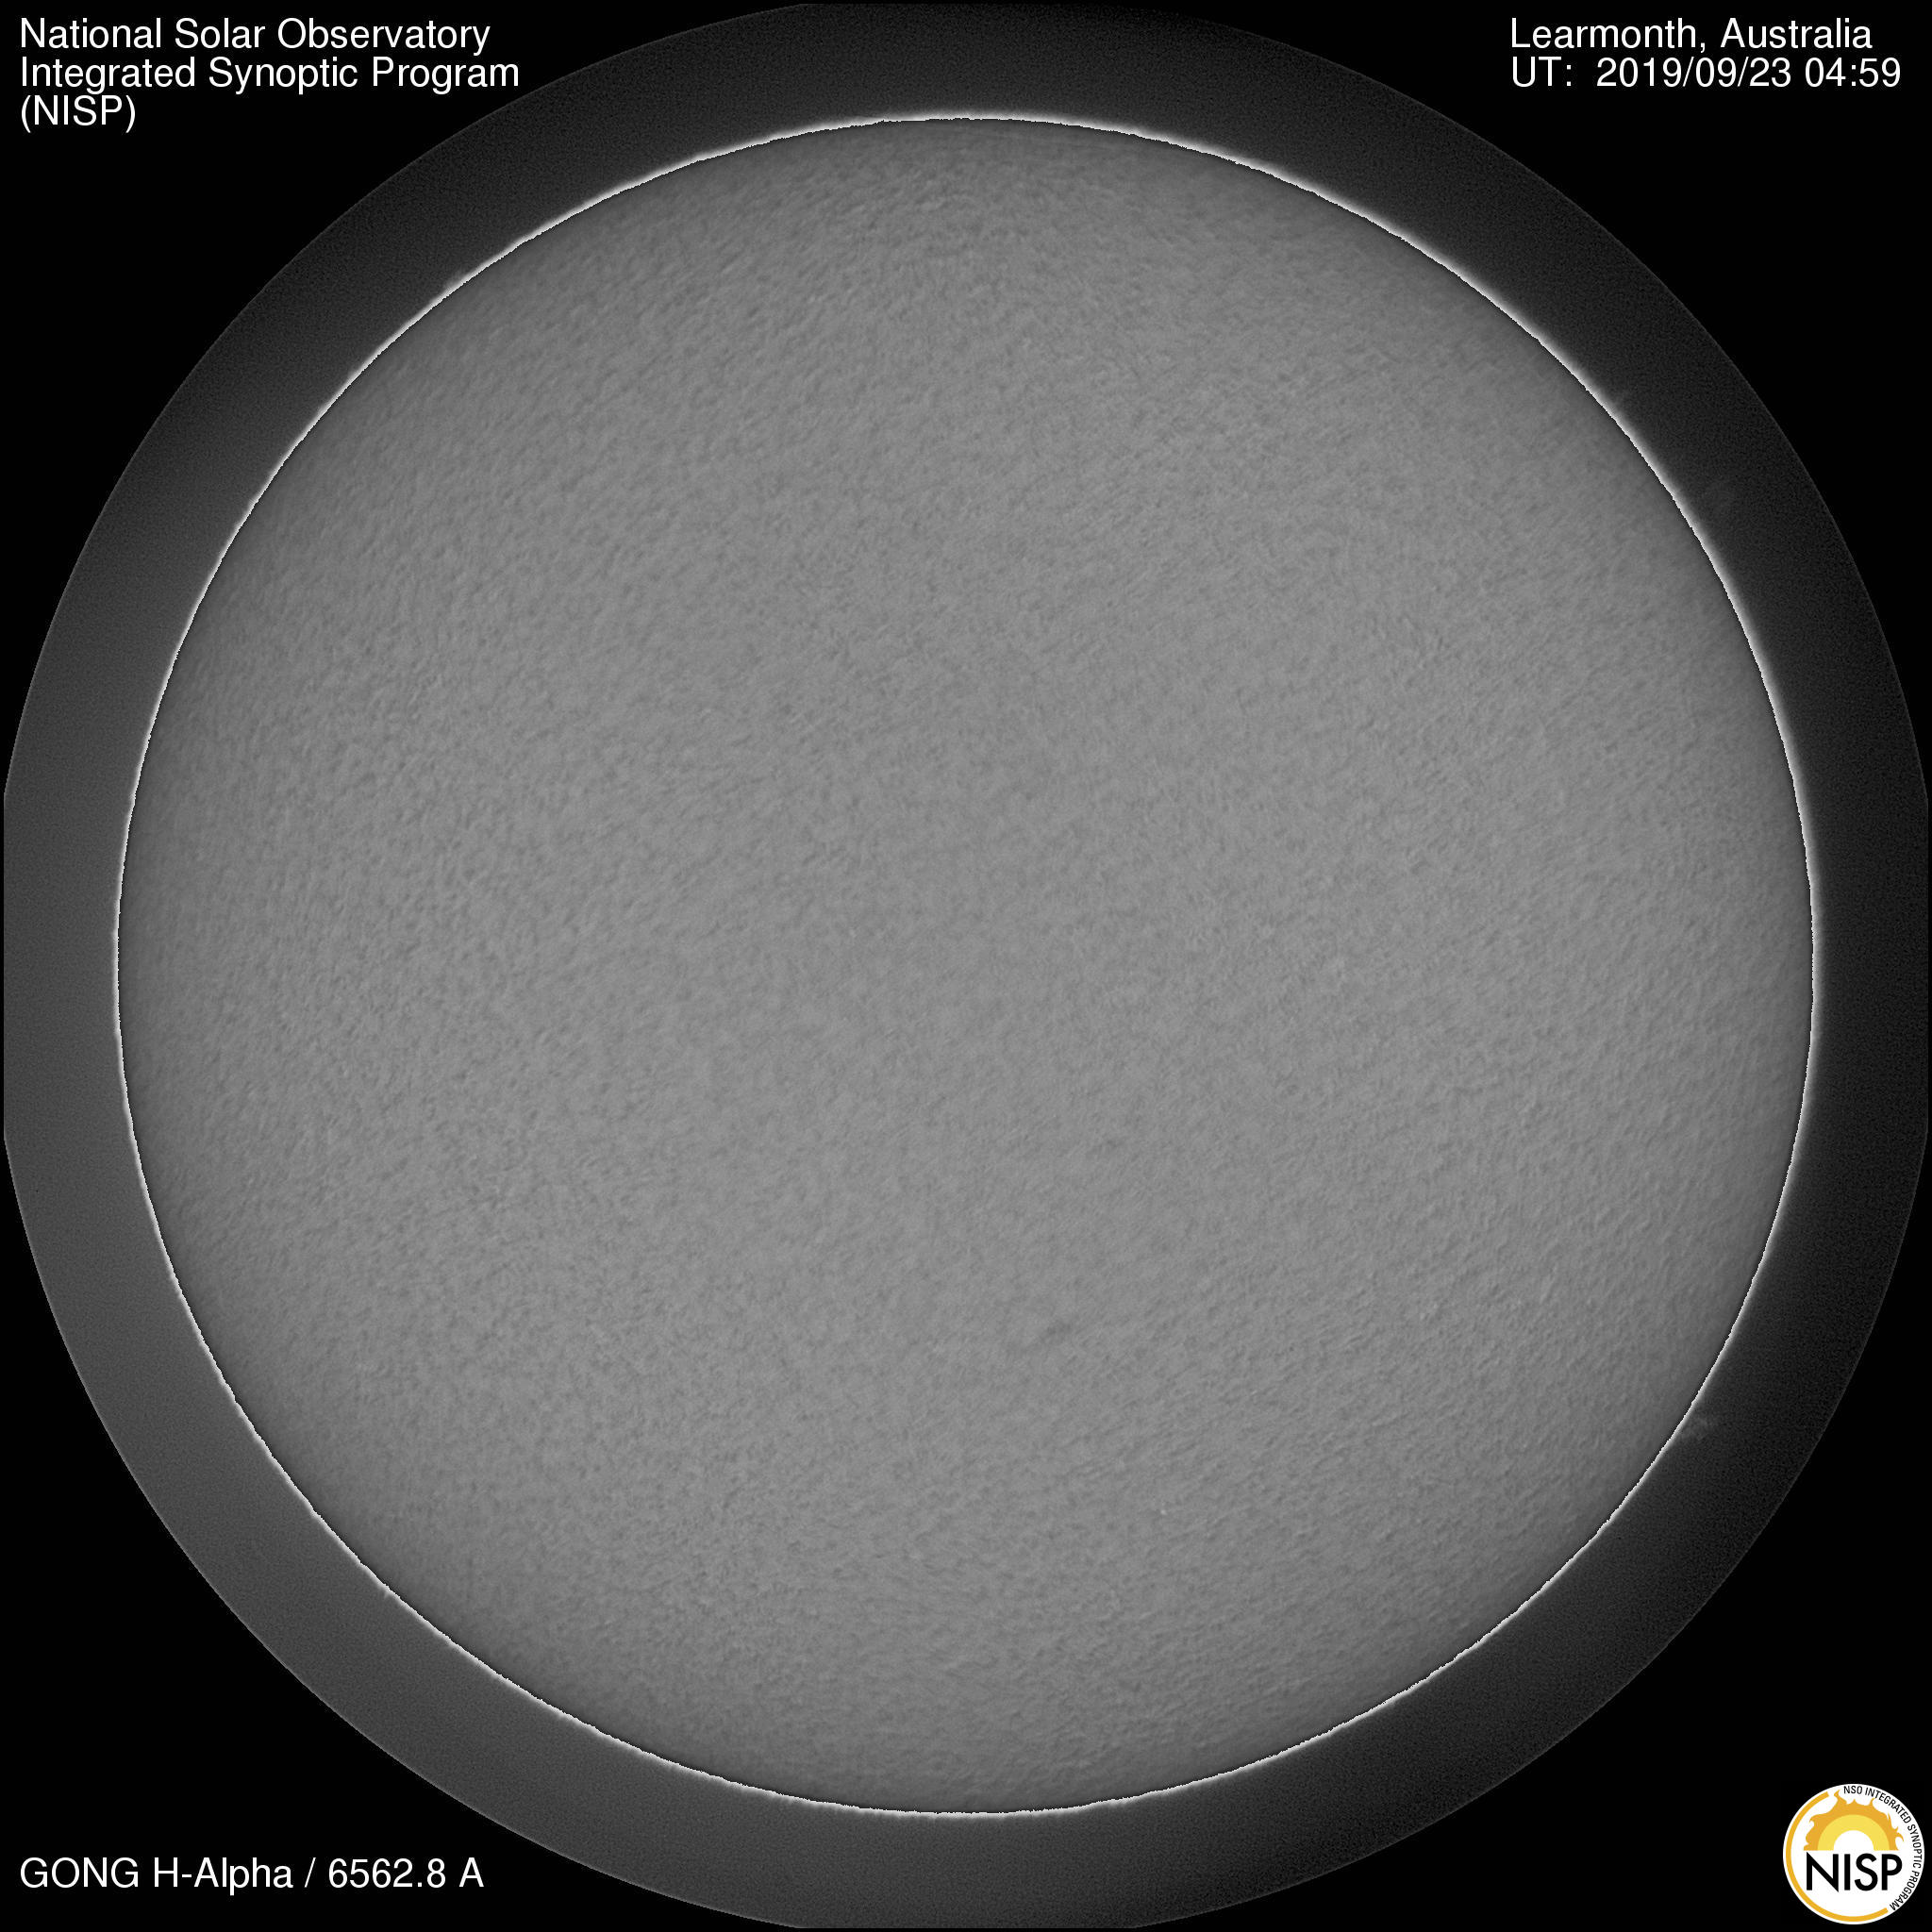 National Solar Observatory
Integrated Synoptic Program
(NISP)
Learmonth, Australia
UT: 2019/09/23 04:59
GONG H-Alpha / 6562.8 A
NSO INTEGRATED SYNOPTIC PROGRAM
NISP